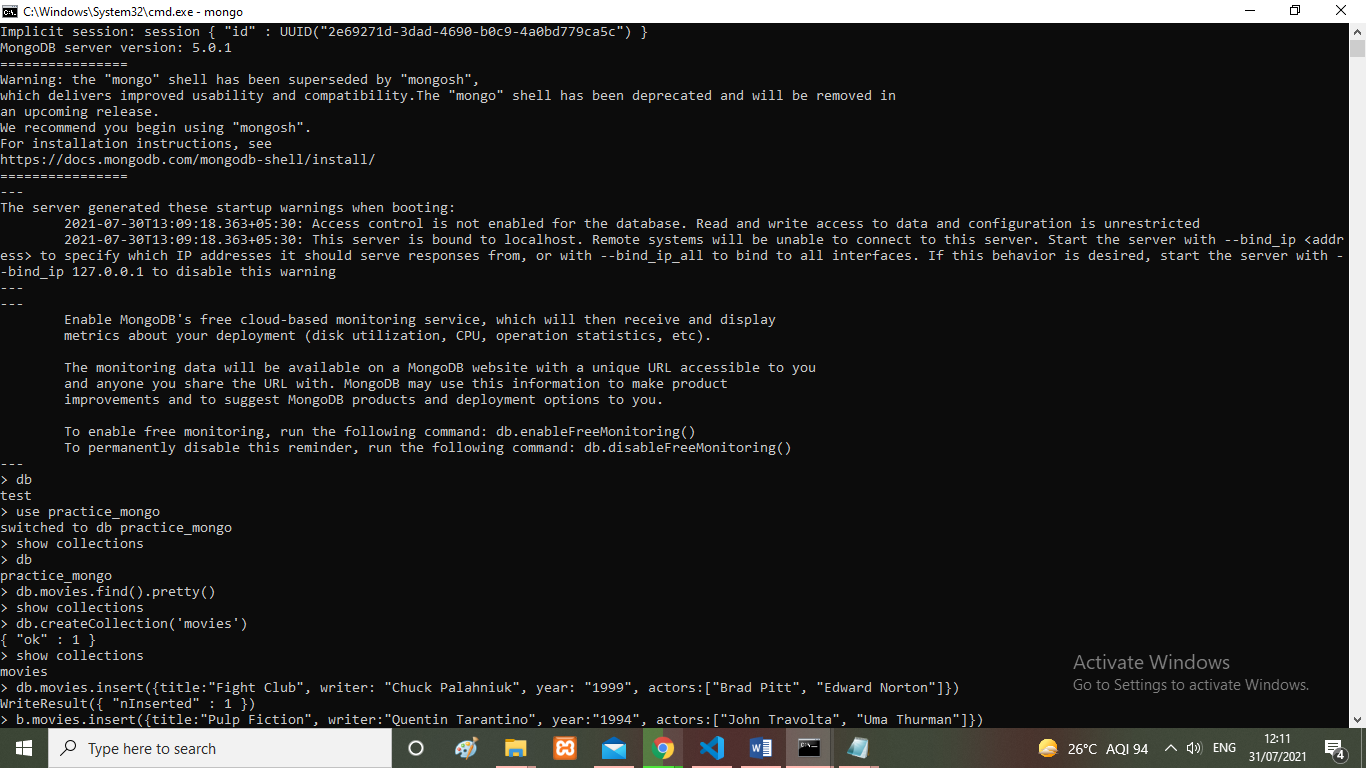 C:\Windows\System32\cmd.exe - mongo
Implicit session: session { "id" : UUID("2e69271d-3dad-4690-b0c9-4a0bd779ca5c") }
MongoDB server version: 5.0.1
================
Warning: the "mongo" shell has been superseded by "mongosh",
which delivers improved usability and compatibility.The "mongo" shell has been deprecated and will be removed in
an upcoming release.
We recommend you begin using "mongosh".
For installation instructions, see
https://docs.mongodb.com/mongodb-shell/install/
================
---
The server generated these startup warnings when booting:
        2021-07-30T13:09:18.363+05:30: Access control is not enabled for the database. Read and write access to data and configuration is unrestricted
        2021-07-30T13:09:18.363+05:30: This server is bound to localhost. Remote systems will be unable to connect to this server. Start the server with --bind_ip <addr
ess> to specify which IP addresses it should serve responses from, or with --bind_ip_all to bind to all interfaces. If this behavior is desired, start the server with -
-bind_ip 127.0.0.1 to disable this warning
---
---
        Enable MongoDB's free cloud-based monitoring service, which will then receive and display
        metrics about your deployment (disk utilization, CPU, operation statistics, etc).

        The monitoring data will be available on a MongoDB website with a unique URL accessible to you
        and anyone you share the URL with. MongoDB may use this information to make product
        improvements and to suggest MongoDB products and deployment options to you.

        To enable free monitoring, run the following command: db.enableFreeMonitoring()
        To permanently disable this reminder, run the following command: db.disableFreeMonitoring()
---
> db
test
> use practice_mongo
switched to db practice_mongo
> show collections
> db
practice_mongo
> db.movies.find().pretty()
> show collections
> db.createCollection('movies')
{ "ok" : 1 }
> show collections
movies
> db.movies.insert({title:"Fight Club", writer: "Chuck Palahniuk", year: "1999", actors:["Brad Pitt", "Edward Norton"]})
WriteResult({ "nInserted" : 1 })
> b.movies.insert({title:"Pulp Fiction", writer:"Quentin Tarantino", year:"1994", actors:["John Travolta", "Uma Thurman"]})
Activate Windows
Go to Settings to activate Windows.
Type here to search
26°C AQI 94
ENG
12:11
31/07/2021
4